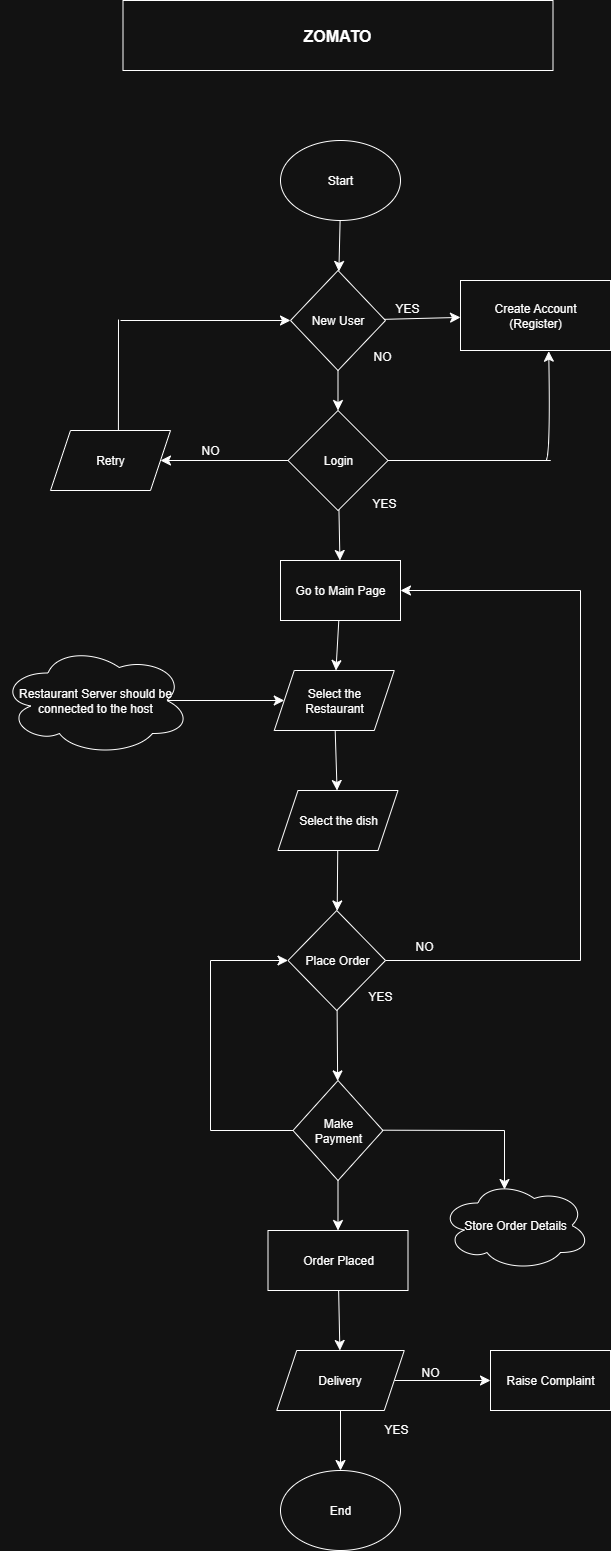 ZOMATO
Start
New User
YES
Create Account
(Register)
NO
Retry
NO
Login
YES
Go to Main Page
Restaurant Server should be
connected to the host
Select the
Restaurant
Select the dish
Place Order
NO
YES
Make
Payment
Store Order Details
Order Placed
Delivery
NO
Raise Complaint
YES
End